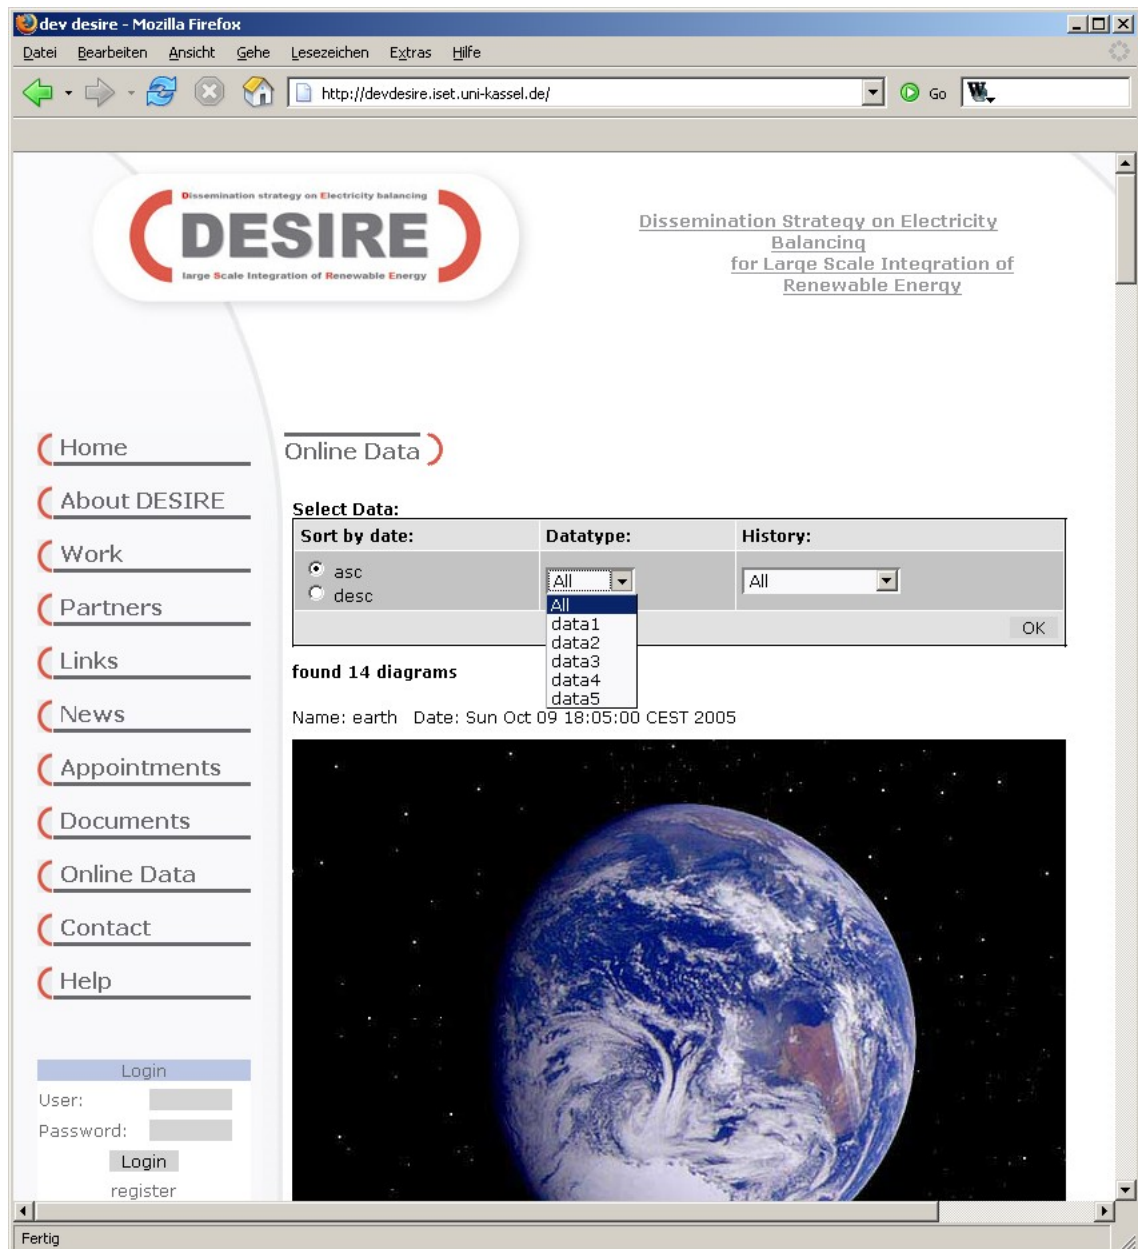 dev desire - Mozilla Firefox
Datei Bearbeiten Ansicht Gehe Lesezeichen Extras Hilfe
http://devdesire.iset.uni-kassel.de/ Go W
Dissemination strategy on Electricity balancing
DESIRE
large Scale Integration of Renewable Energy
Dissemination Strategy on Electricity
Balancing
for Large Scale Integration of
Renewable Energy
Home
About DESIRE
Work
Partners
Links
News
Appointments
Documents
Online Data
Contact
Help
Login
User:
Password:
Login
register
Online Data
Select Data:
Sort by date: Datatype: History:
asc
desc
All
All
All
data1
data2
data3
data4
data5
OK
found 14 diagrams
Name: earth Date: Sun Oct 09 18:05:00 CEST 2005
Fertig